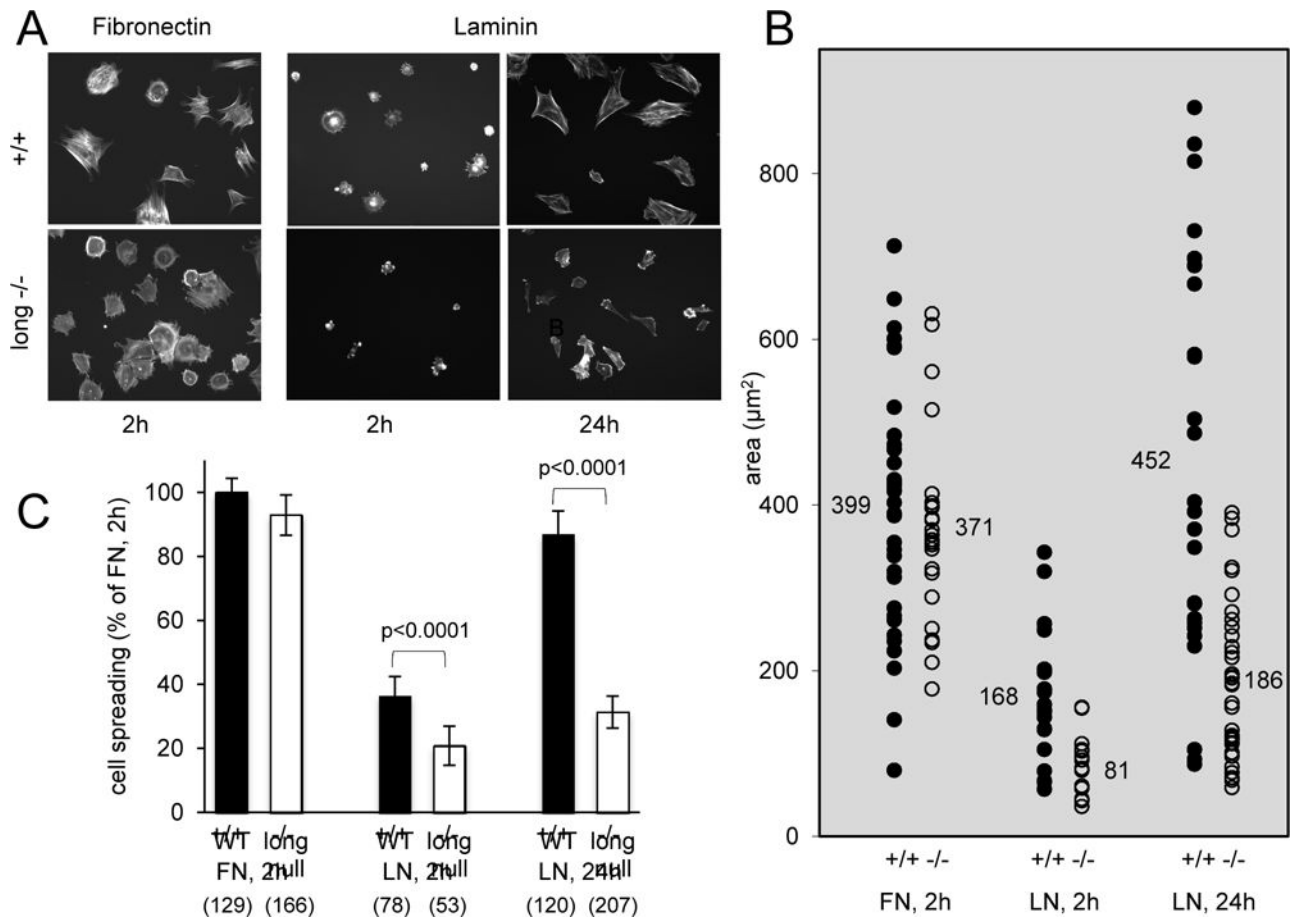 A
Fibronectin
Laminin
+/+
long -/-
B
2h
2h
24h
B
area (µm²)
800
600
400
200
0
399
371
168
81
452
186
+/+ -/-
+/+ -/-
+/+ -/-
FN, 2h
LN, 2h
LN, 24h
C
cell spreading (% of FN, 2h)
100
80
60
40
20
0
p<0.0001
p<0.0001
WT
long
WT
long
WT
long
null
null
null
FN, 2h
LN, 2h
LN, 24h
(129)
(166)
(78)
(53)
(120)
(207)